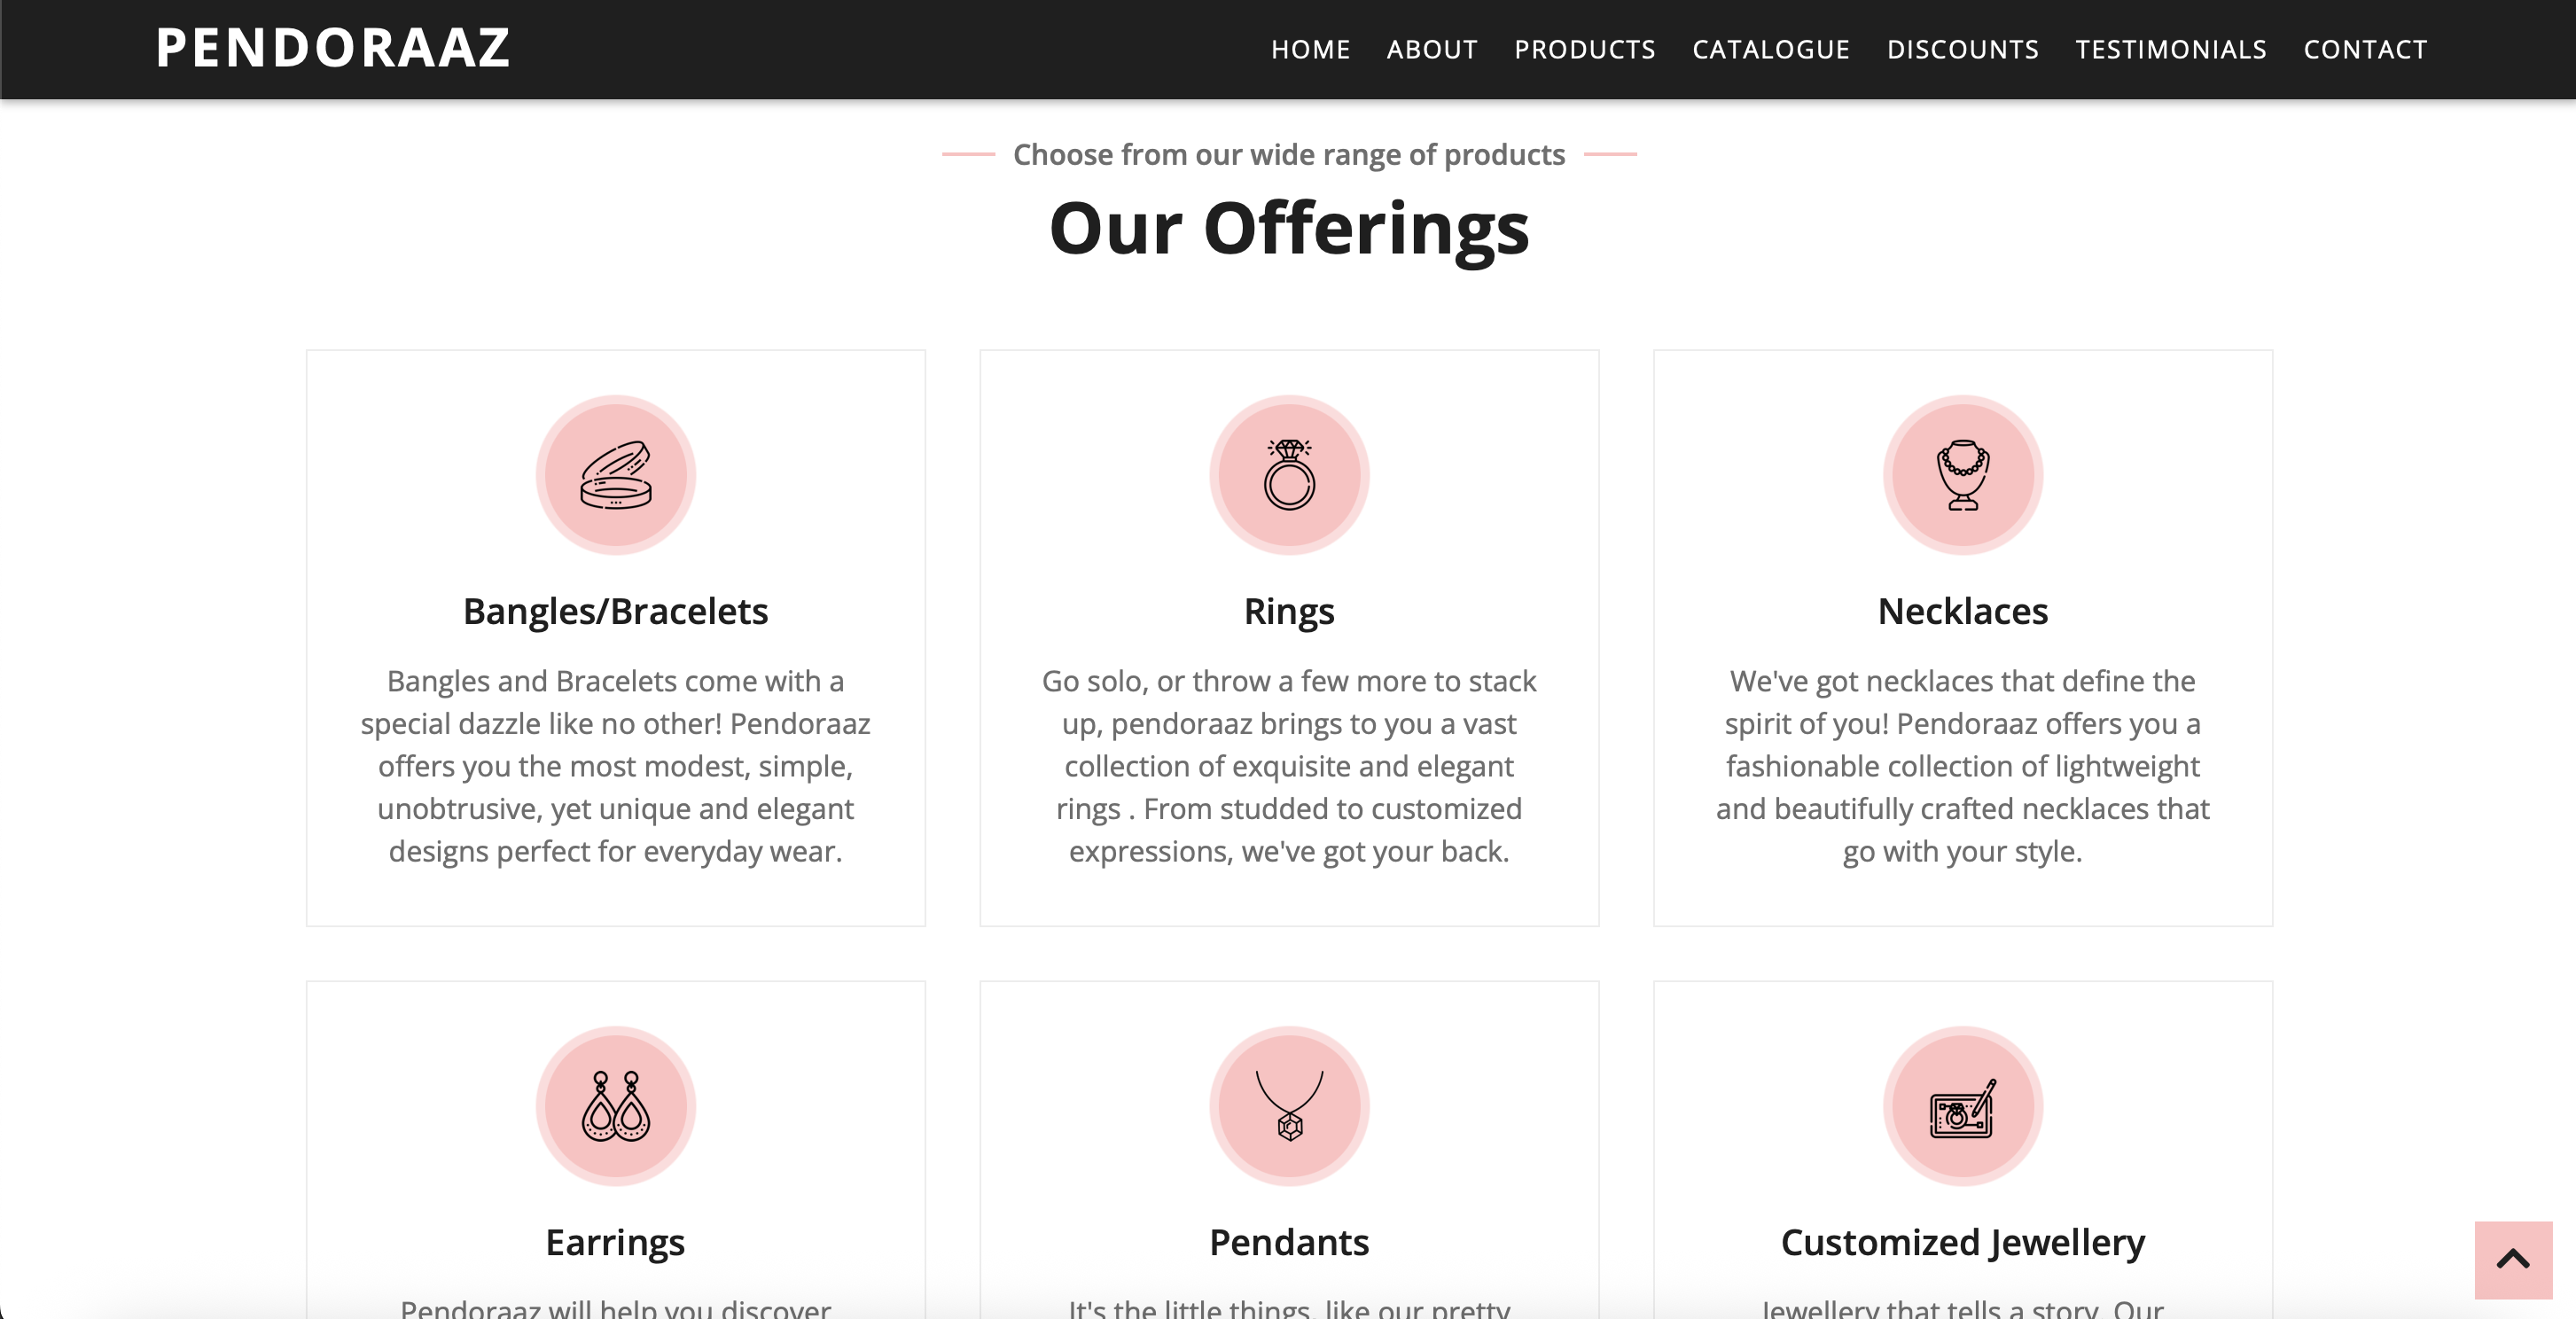 PENDORAAZ
HOME ABOUT PRODUCTS CATALOGUE DISCOUNTS TESTIMONIALS CONTACT
Choose from our wide range of products
Our Offerings
Bangles/Bracelets
Bangles and Bracelets come with a
special dazzle like no other! Pendoraaz
offers you the most modest, simple,
unobtrusive, yet unique and elegant
designs perfect for everyday wear.
Rings
Go solo, or throw a few more to stack
up, pendoraaz brings to you a vast
collection of exquisite and elegant
rings . From studded to customized
expressions, we've got your back.
Necklaces
We've got necklaces that define the
spirit of you! Pendoraaz offers you a
fashionable collection of lightweight
and beautifully crafted necklaces that
go with your style.
Earrings
Pendoraaz will help you discover
Pendants
It's the little things, like our pretty
Customized Jewellery
Jewellery that tells a story. Our